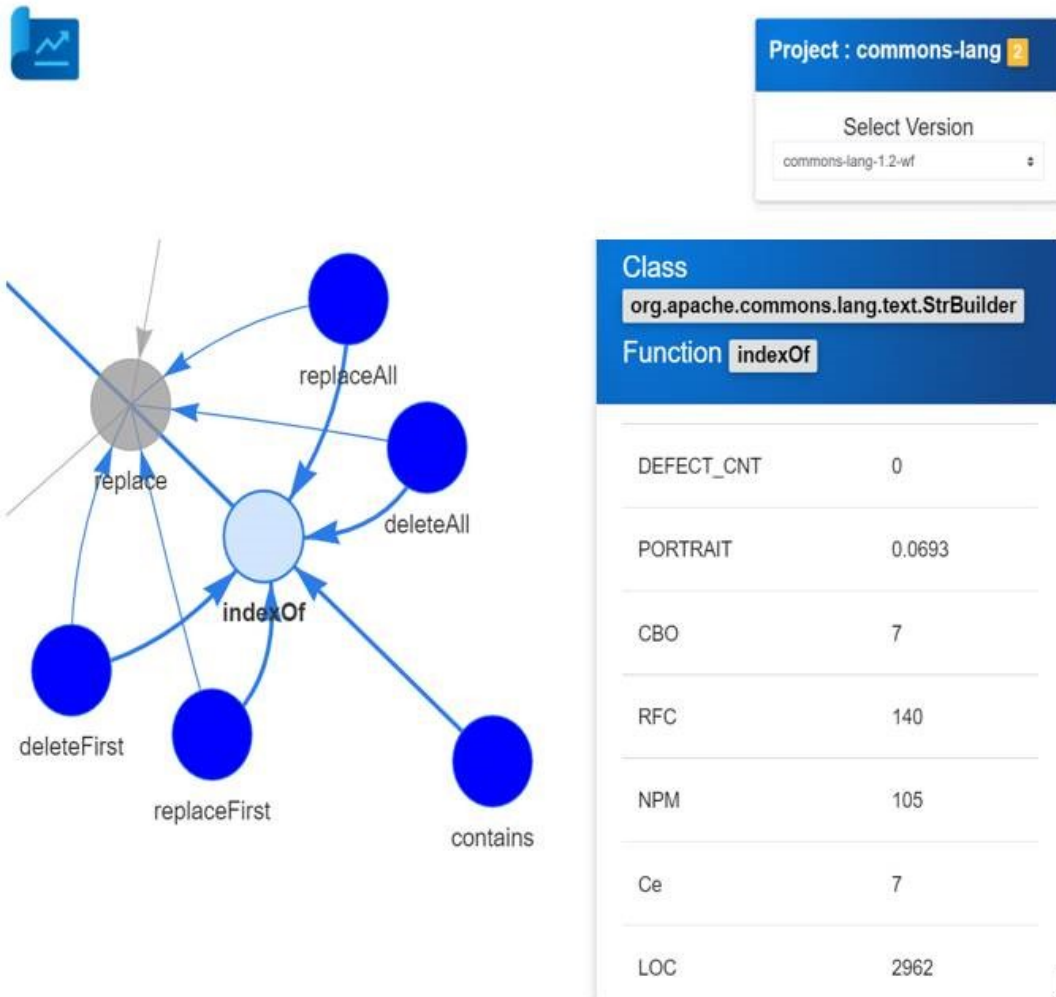 Project : commons-lang 2
Select Version
commons-lang-1.2-wf
Class
org.apache.commons.lang.text.StrBuilder
Function indexOf
replaceAll
replace
deleteAll
indexOf
deleteFirst
replaceFirst
contains
DEFECT_CNT 0
PORTRAIT 0.0693
CBO 7
RFC 140
NPM 105
Ce 7
LOC 2962